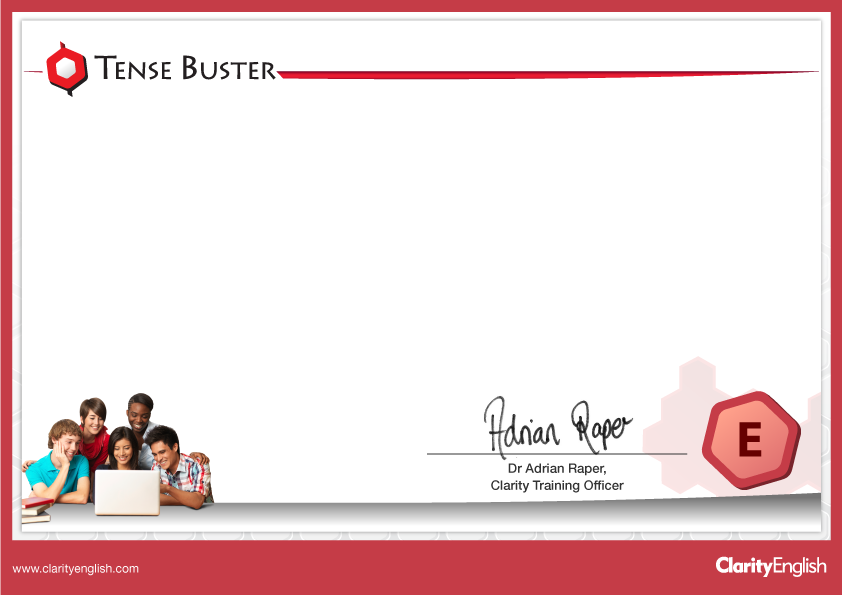 TENSE BUSTER
Adrian Raper
Dr Adrian Raper,
Clarity Training Officer
E
www.clarityenglish.com
ClarityEnglish